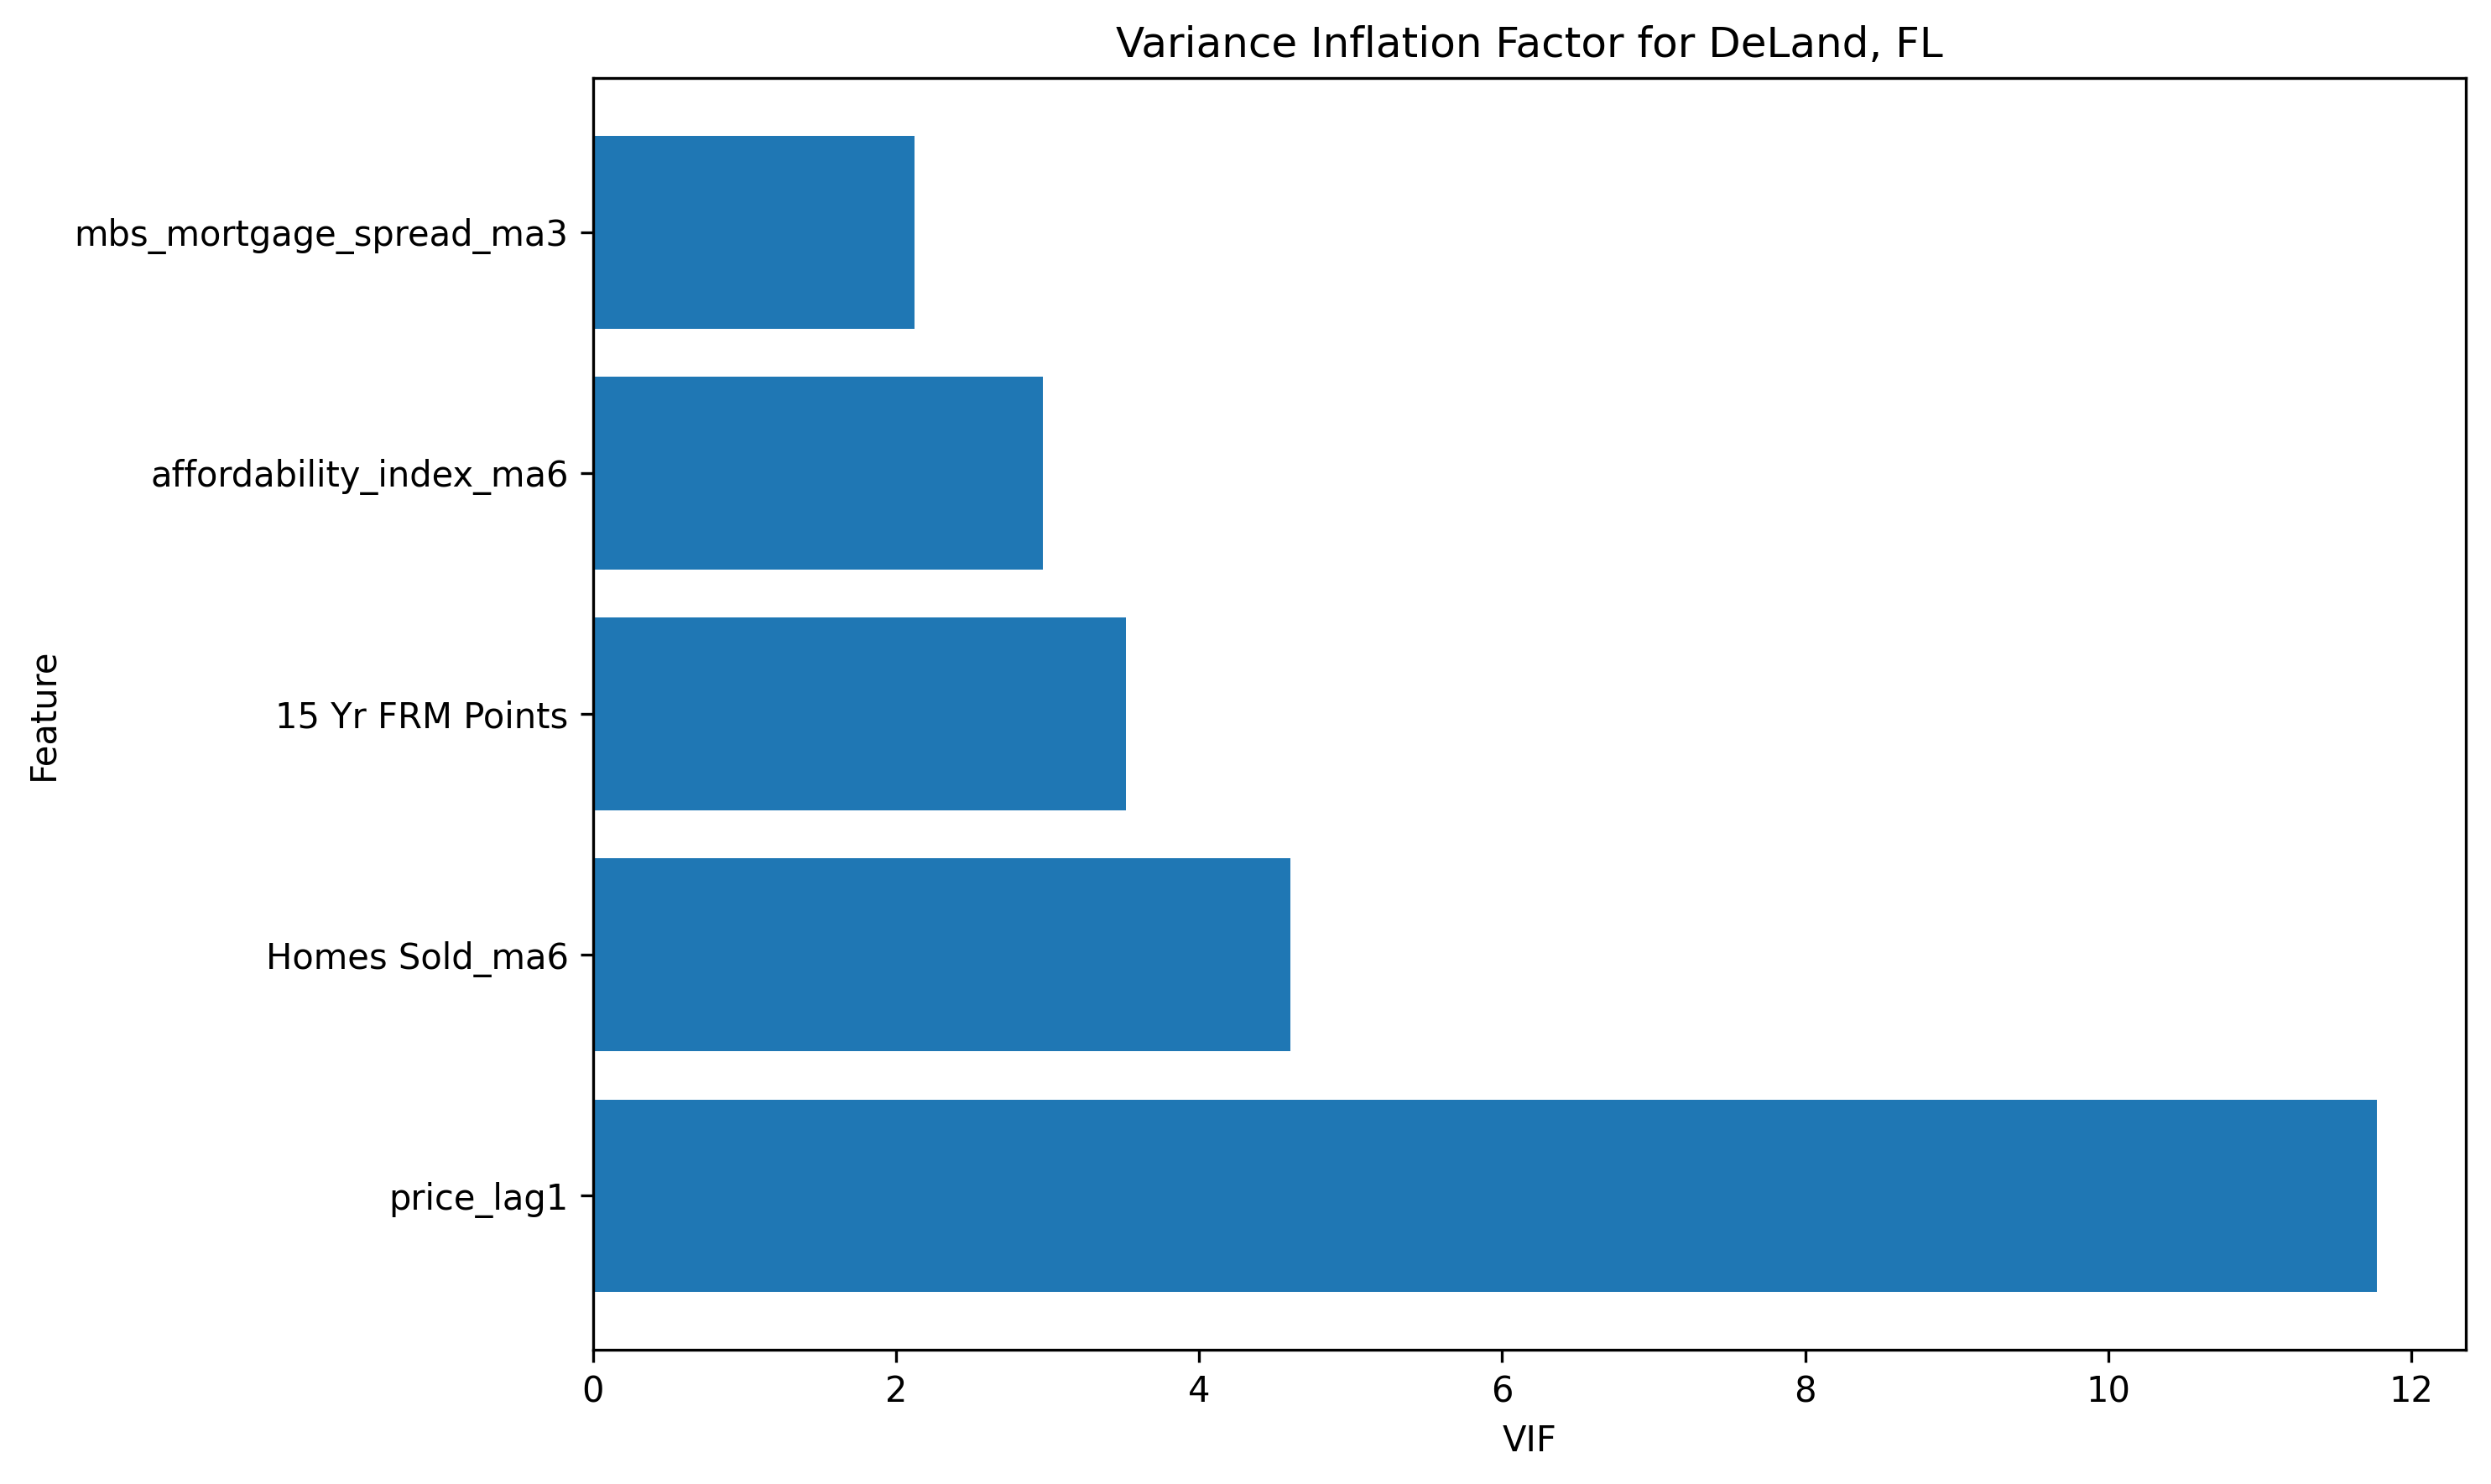 Variance Inflation Factor for DeLand, FL
mbs_mortgage_spread_ma3
affordability_index_ma6
15 Yr FRM Points
Homes Sold_ma6
price_lag1
Feature
0 2 4 6 8 10 12
VIF